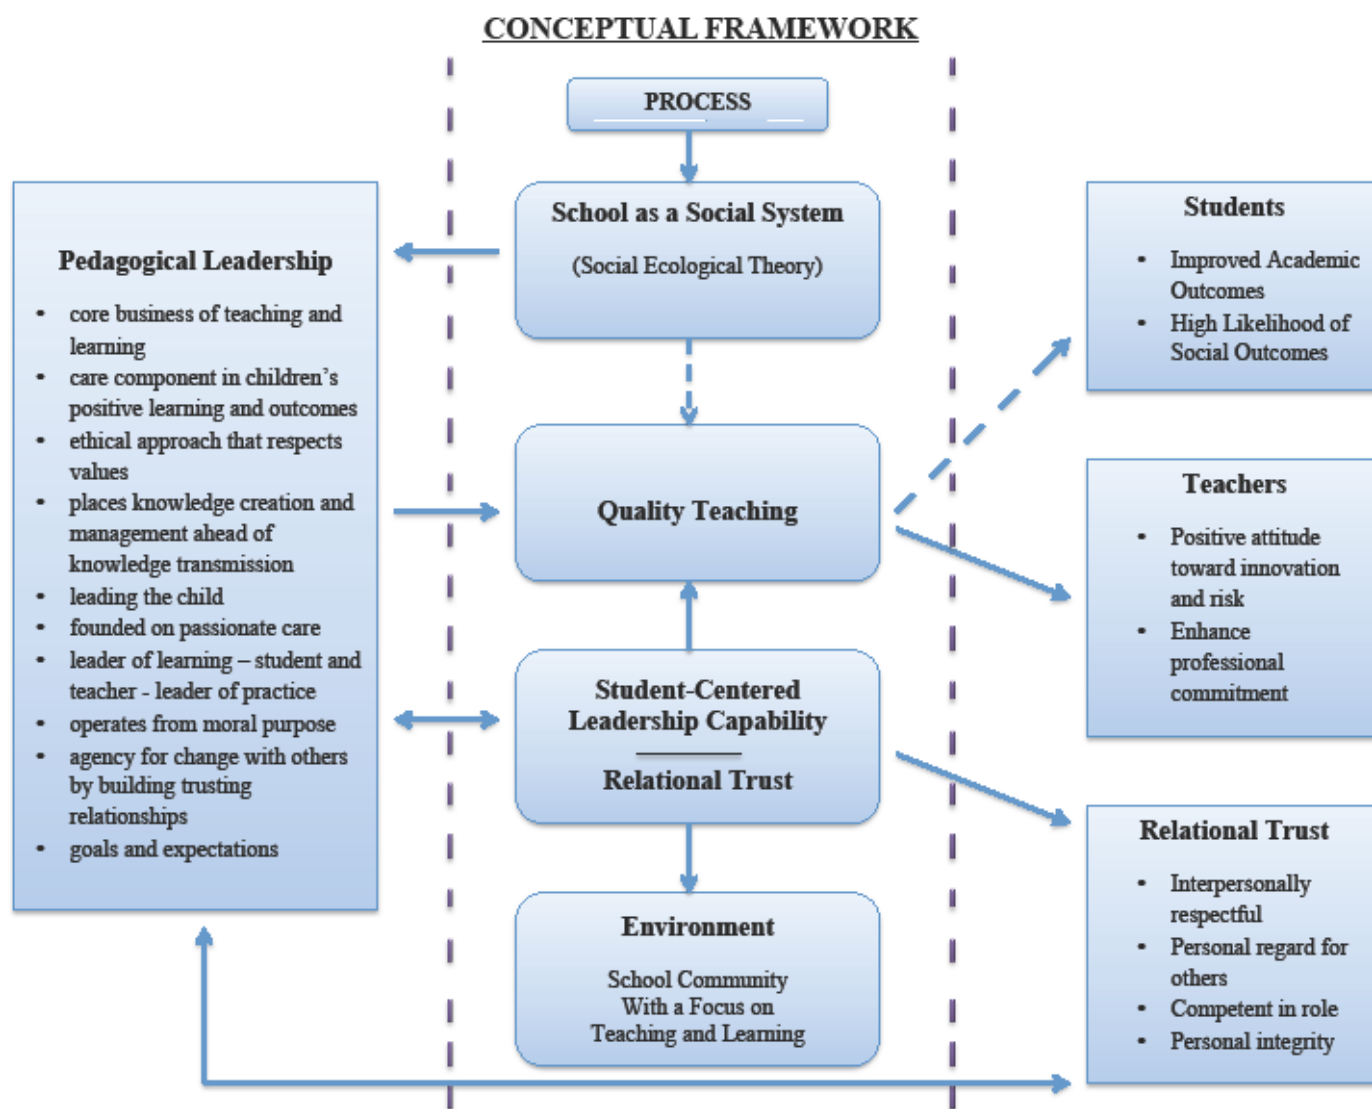 CONCEPTUAL FRAMEWORK
PROCESS
School as a Social System
(Social Ecological Theory)
Quality Teaching
Student-Centered
Leadership Capability
Relational Trust
Environment
School Community
With a Focus on
Teaching and Learning
Pedagogical Leadership
• core business of teaching and
learning
• care component in children’s
positive learning and outcomes
• ethical approach that respects
values
• places knowledge creation and
management ahead of
knowledge transmission
• leading the child
• founded on passionate care
• leader of learning – student and
teacher - leader of practice
• operates from moral purpose
• agency for change with others
by building trusting
relationships
• goals and expectations
Students
• Improved Academic
Outcomes
• High Likelihood of
Social Outcomes
Teachers
• Positive attitude
toward innovation
and risk
• Enhance
professional
commitment
Relational Trust
• Interpersonally
respectful
• Personal regard for
others
• Competent in role
• Personal integrity